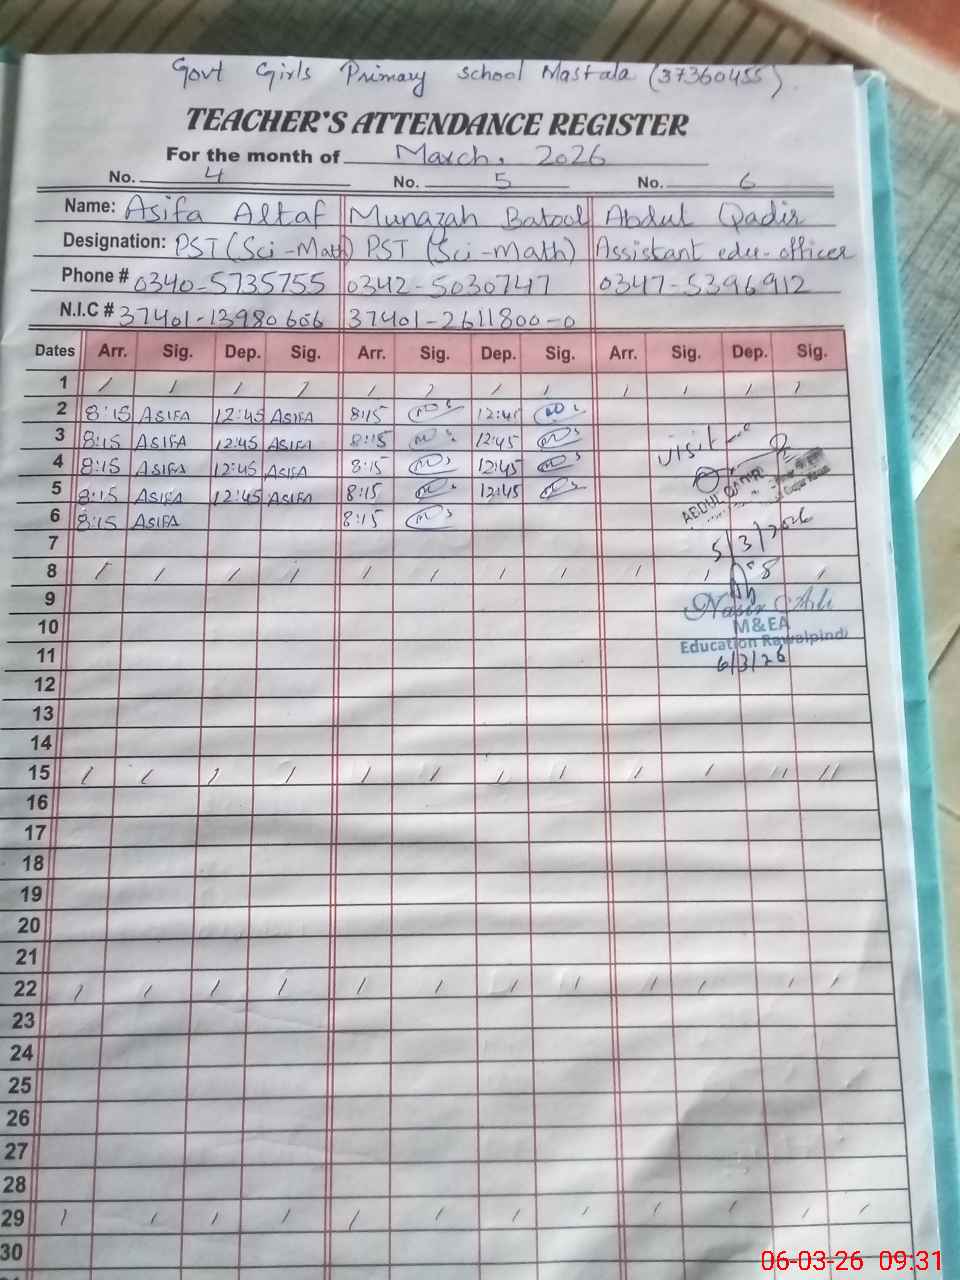 Govt Girls Primary School Mastala (37360455)
TEACHER'S ATTENDANCE REGISTER
For the month of March, 2026
No. 4 No. 5 No. 6
Name: Asifa Altaf Munazah Batool Abdul Qadir
Designation: PST (Sci-Math) PST (Sci-Math) Assistant edu-officer
Phone # 0340-5735755 0342-5030747 0347-5396912
N.I.C # 37401-1398060 6 37401-2611800-0
Dates Arr. Sig. Dep. Sig. Arr. Sig. Dep. Sig. Arr. Sig. Dep. Sig.
1 / / / / / / / / / / / /
2 8:15 ASIFA 12:45 ASIFA 8:15 12:45
3 8:15 ASIFA 12:45 ASIFA 8:15 12:45
4 8:15 ASIFA 12:45 ASIFA 8:15 12:45 visit
5 8:15 ASIFA 12:45 ASIFA 8:15 12:45 ABDUL QADIR
6 8:15 ASIFA 8:15
7 5/3/2026
8 / / / / / / / / / / /
9 Nasir Ali
10 M&EA
11 Education Rawalpindi
6/3/26
12
13
14
15 / / / / / / / / / / // //
16
17
18
19
20
21
22 / / / / / / / / / / / /
23
24
25
26
27
28
29 / / / / / / / / / / / /
30
06-03-26 09:31